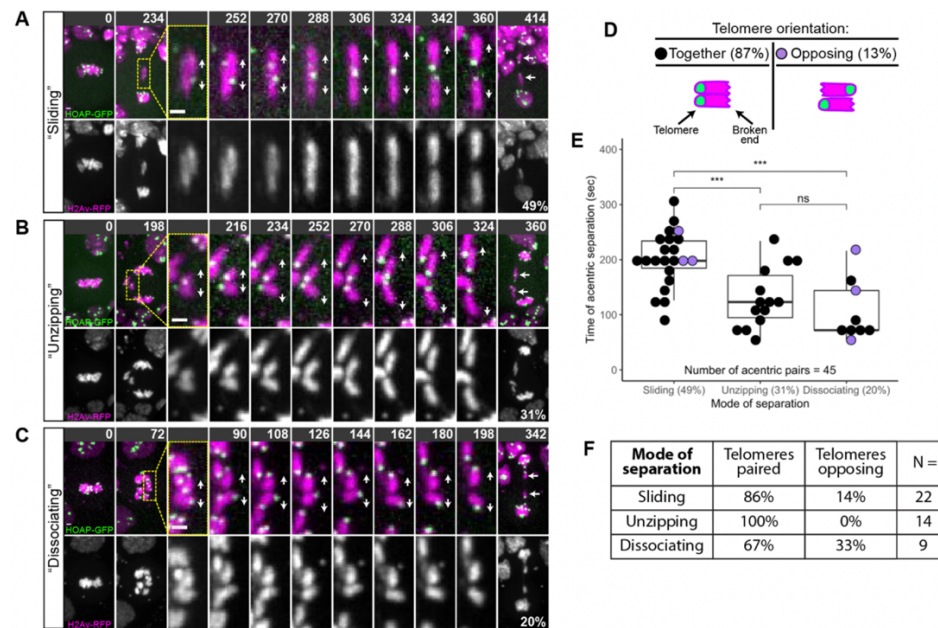 A
"Sliding"
0 234 252 270 288 306 324 342 360 414
HOAP-GFP
H2Av-RFP
49%
B
"Unzipping"
0 198 216 234 252 270 288 306 324 360
HOAP-GFP
H2Av-RFP
31%
C
"Dissociating"
0 72 90 108 126 144 162 180 198 342
HOAP-GFP
H2Av-RFP
20%
D
Telomere orientation:
Together (87%) Opposing (13%)
Telomere Broken
end
E
Time of acentric separation (sec)
400
300
200
100
0
***
***
ns
Number of acentric pairs = 45
Sliding (49%) Unzipping (31%) Dissociating (20%)
Mode of separation
F
Mode of separation Telomeres paired Telomeres opposing N =
Sliding 86% 14% 22
Unzipping 100% 0% 14
Dissociating 67% 33% 9